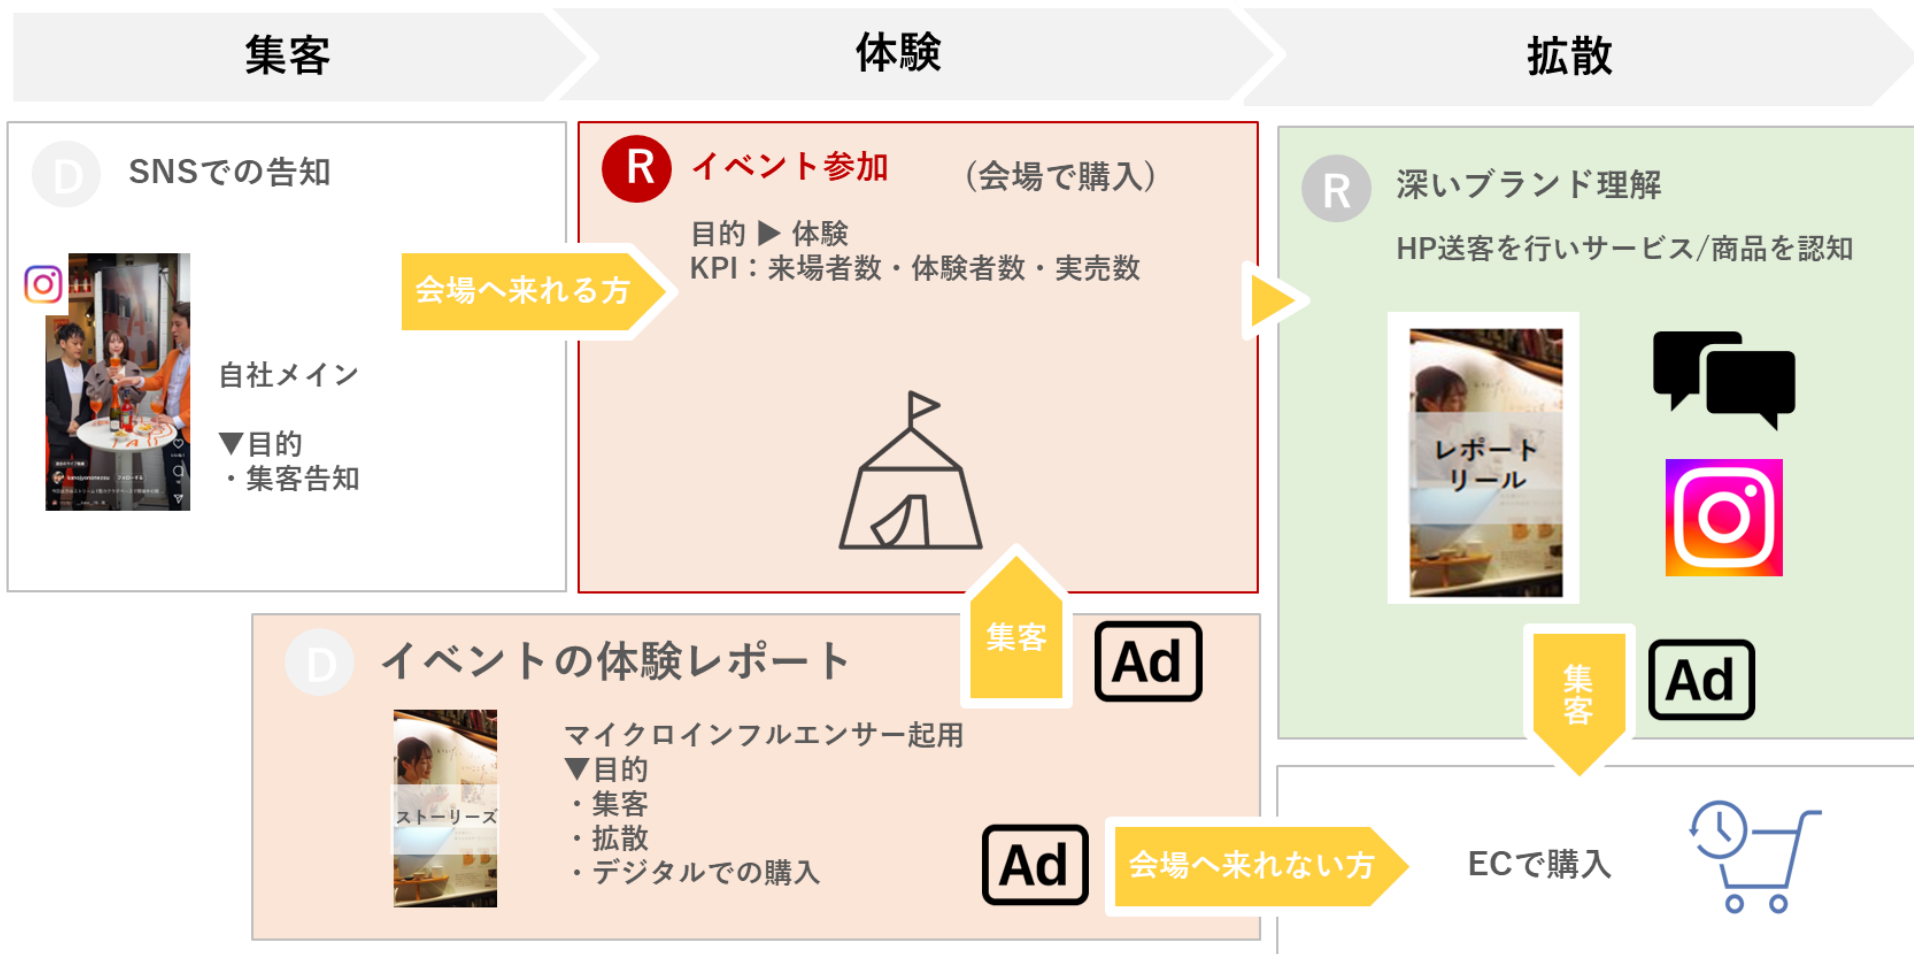 集客
体験
拡散
D
SNSでの告知
自社メイン
▼目的
・集客告知
会場へ来れる方
R
イベント参加 (会場で購入)
目的 ▶ 体験
KPI：来場者数・体験者数・実売数
R
深いブランド理解
HP送客を行いサービス/商品を認知
レポート
リール
集客
Ad
D
イベントの体験レポート
集客
Ad
ストーリーズ
マイクロインフルエンサー起用
▼目的
・集客
・拡散
・デジタルでの購入
Ad
会場へ来れない方
ECで購入